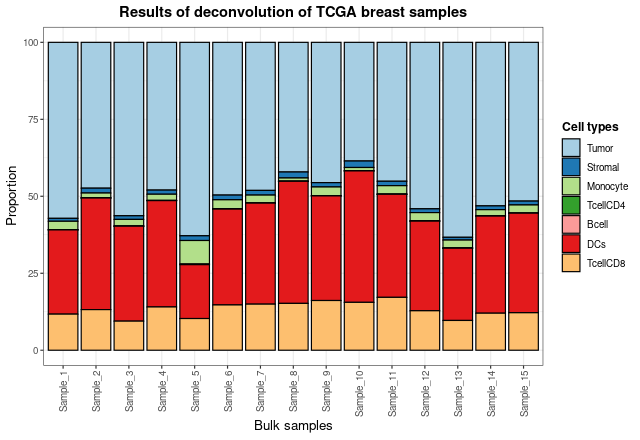 Results of deconvolution of TCGA breast samples
Proportion
100
75
50
25
0
Sample_1
Sample_2
Sample_3
Sample_4
Sample_5
Sample_6
Sample_7
Sample_8
Sample_9
Sample_10
Sample_11
Sample_12
Sample_13
Sample_14
Sample_15
Bulk samples
Cell types
Tumor
Stromal
Monocyte
TcellCD4
Bcell
DCs
TcellCD8